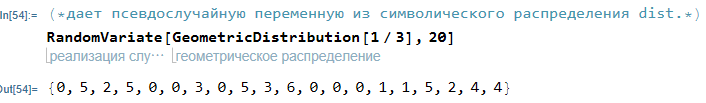 In[54]:= (*дает псевдослучайную переменную из символического распределения dist.*)
RandomVariate[GeometricDistribution[1 / 3], 20]
реализация слу⋯ геометрическое распределение
Out[54]= {0, 5, 2, 5, 0, 0, 3, 0, 5, 3, 6, 0, 0, 0, 1, 1, 5, 2, 4, 4}